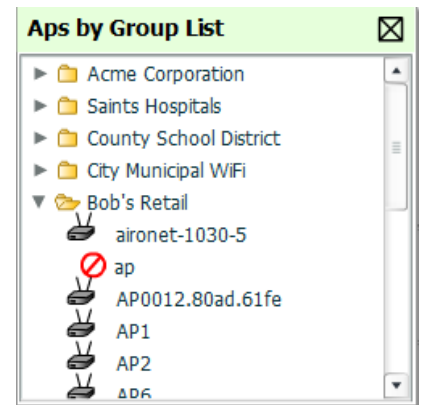 Aps by Group List
Acme Corporation
Saints Hospitals
County School District
City Municipal WiFi
Bob's Retail
aironet-1030-5
ap
AP0012.80ad.61fe
AP1
AP2
AP6